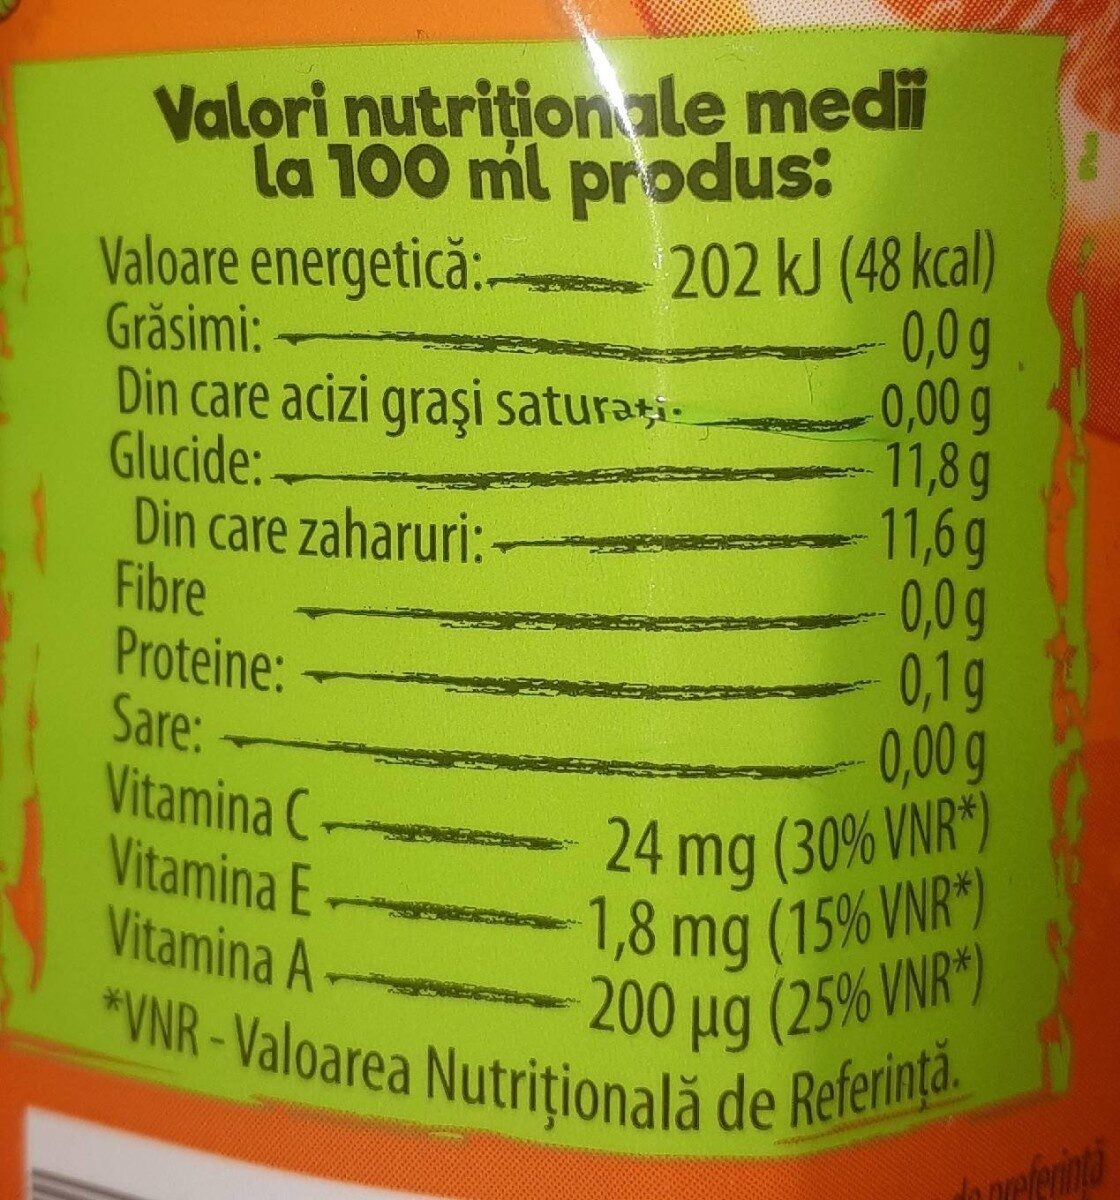 Valori nutriționale medii
la 100 ml produs:
Valoare energetică: 202 kJ (48 kcal)
Grăsimi: 0,0 g
Din care acizi graşi saturați: 0,00 g
Glucide: 11,8 g
Din care zaharuri: 11,6 g
Fibre 0,0 g
Proteine: 0,1 g
Sare: 0,00 g
Vitamina C 24 mg (30% VNR*)
Vitamina E 1,8 mg (15% VNR*)
Vitamina A 200 µg (25% VNR*)
*VNR - Valoarea Nutrițională de Referință.
preferință